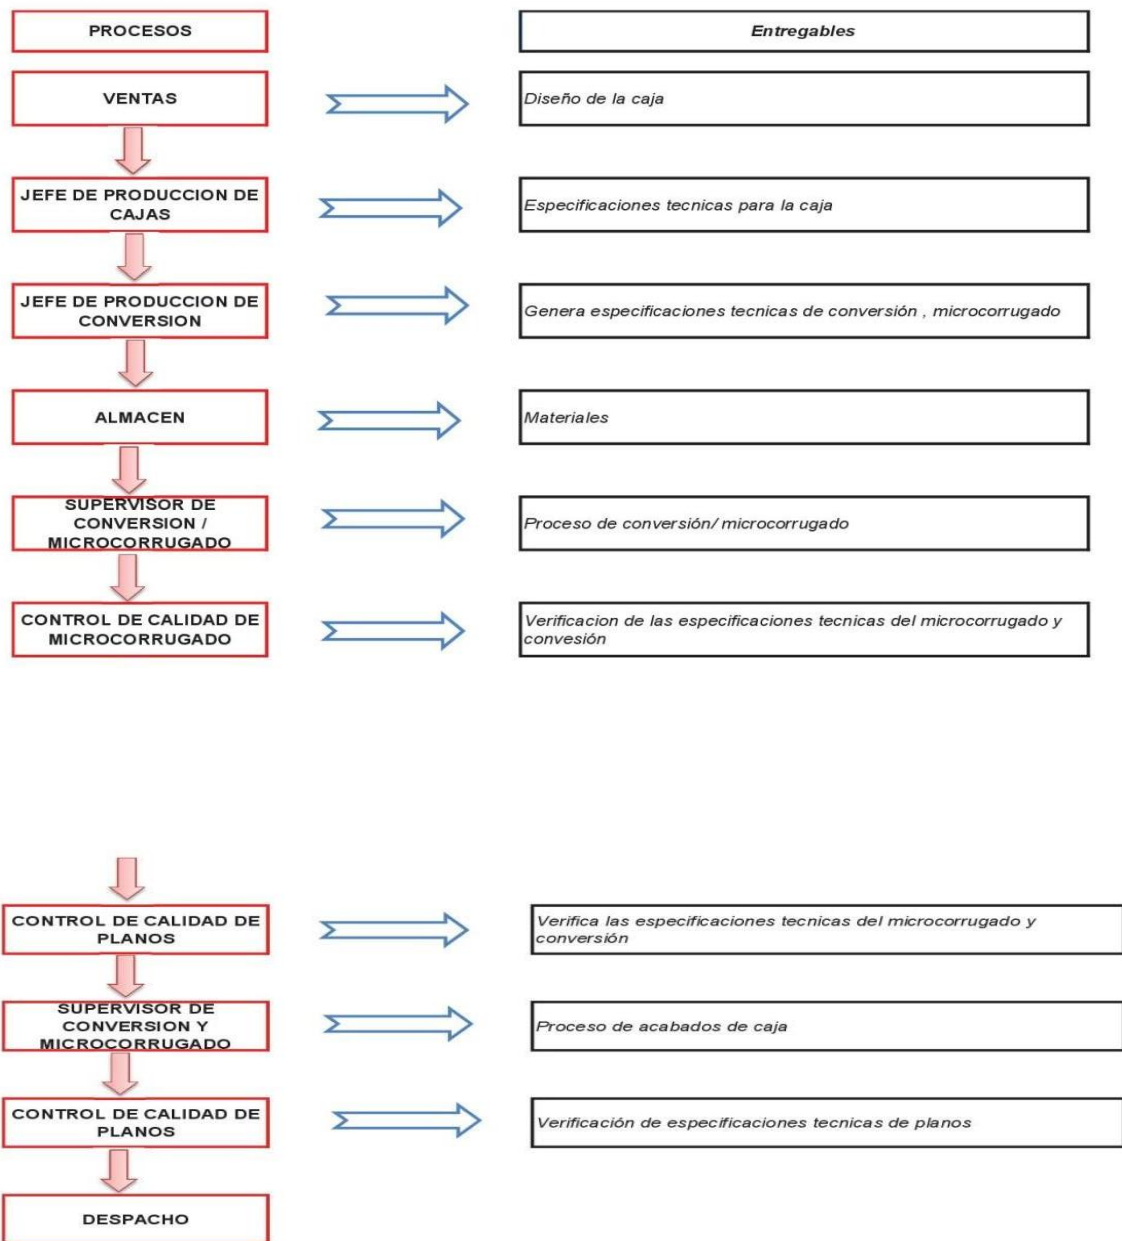 PROCESOS
Entregables
VENTAS
Diseño de la caja
JEFE DE PRODUCCION DE
CAJAS
Especificaciones tecnicas para la caja
JEFE DE PRODUCCION DE
CONVERSION
Genera especificaciones tecnicas de conversión , microcorrugado
ALMACEN
Materiales
SUPERVISOR DE
CONVERSION /
MICROCORRUGADO
Proceso de conversión/ microcorrugado
CONTROL DE CALIDAD DE
MICROCORRUGADO
Verificacion de las especificaciones tecnicas del microcorrugado y
convesión
CONTROL DE CALIDAD DE
PLANOS
Verifica las especificaciones tecnicas del microcorrugado y
conversión
SUPERVISOR DE
CONVERSION Y
MICROCORRUGADO
Proceso de acabados de caja
CONTROL DE CALIDAD DE
PLANOS
Verificación de especificaciones tecnicas de planos
DESPACHO